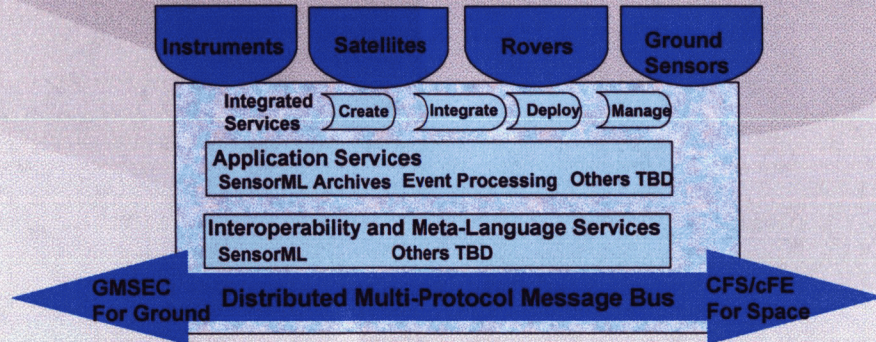 Instruments
Satellites
Rovers
Ground
Sensors
Integrated
Services
Create
Integrate
Deploy
Manage
Application Services
SensorML Archives Event Processing Others TBD
Interoperability and Meta-Language Services
SensorML Others TBD
GMSEC
For Ground
Distributed Multi-Protocol Message Bus
CFS/cFE
For Space